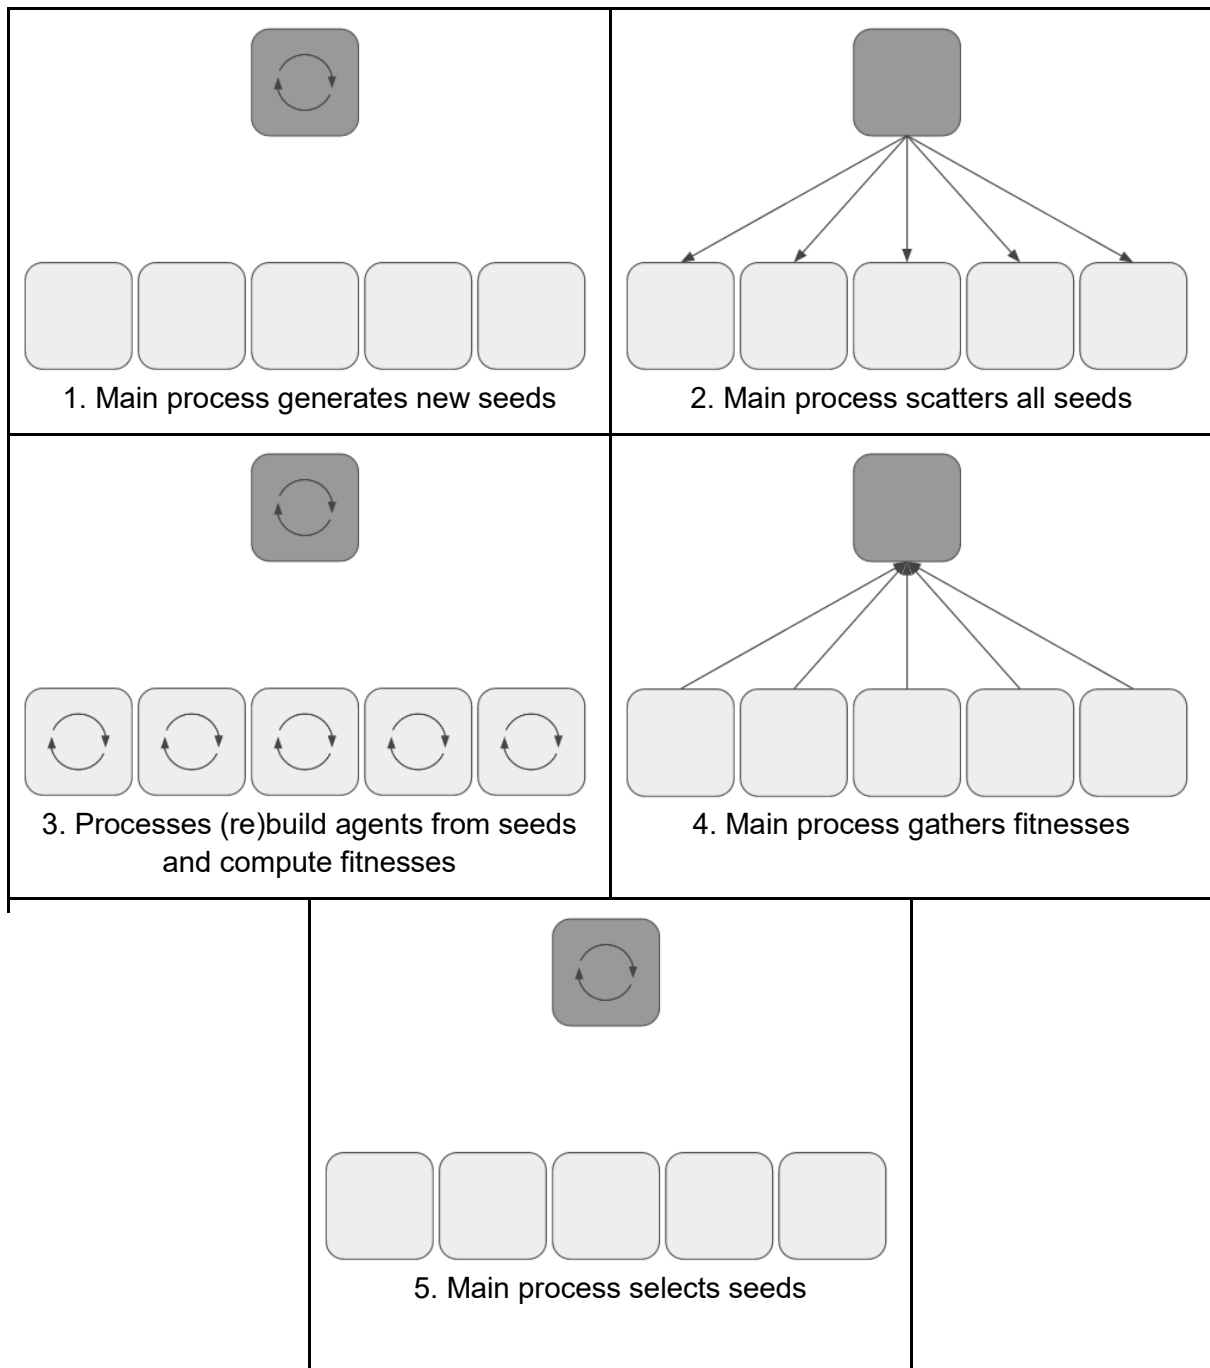 1. Main process generates new seeds
2. Main process scatters all seeds
3. Processes (re)build agents from seeds
and compute fitnesses
4. Main process gathers fitnesses
5. Main process selects seeds